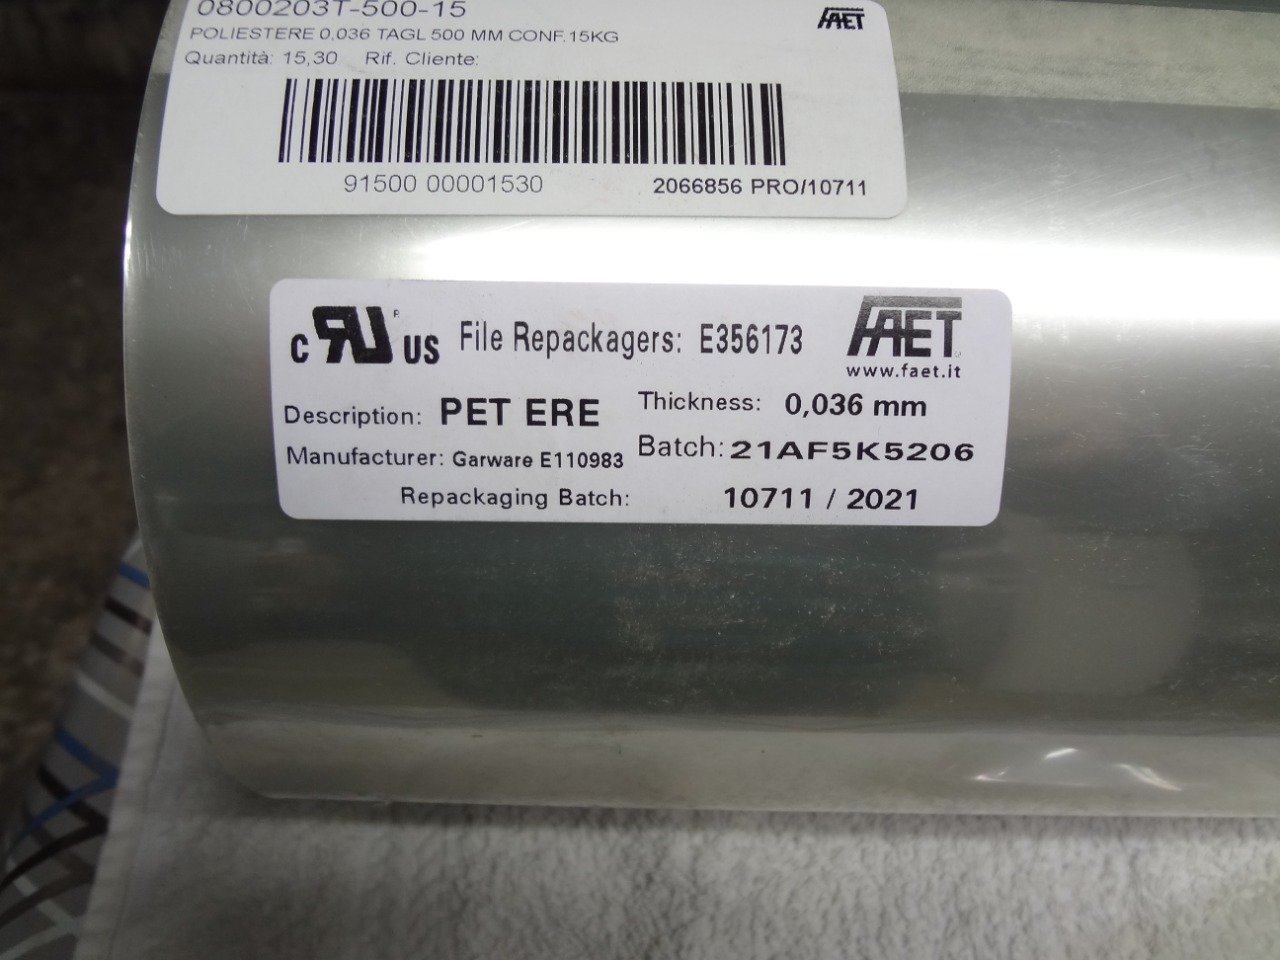 0800203T-500-15
FAET
POLIESTERE 0,036 TAGL 500 MM CONF.15KG
Quantità: 15,30 Rif. Cliente:
91500 00001530
2066856 PRO/10711
c RU US File Repackagers: E356173
FAET
www.faet.it
Description: PET ERE Thickness: 0,036 mm
Manufacturer: Garware E110983 Batch: 21AF5K5206
Repackaging Batch: 10711 / 2021